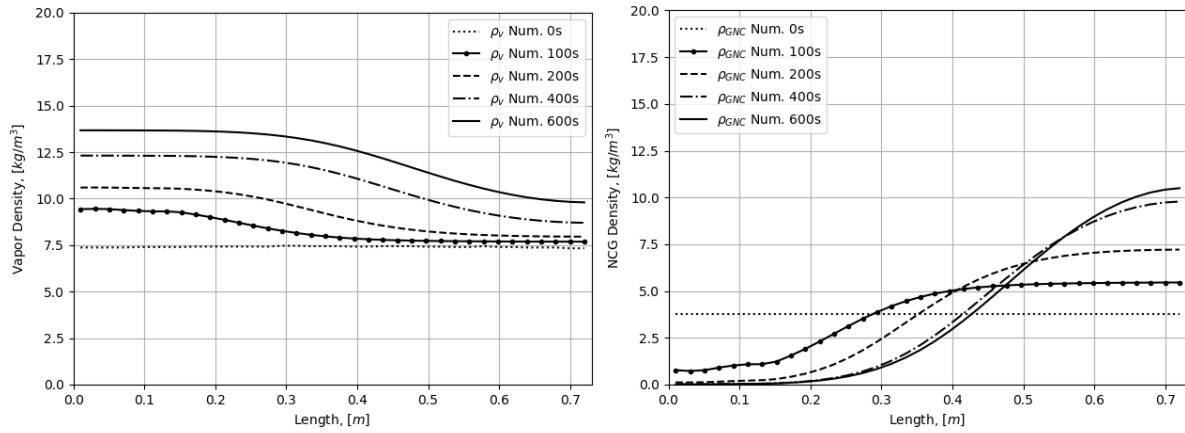 20.0
17.5
15.0
12.5
10.0
7.5
5.0
2.5
0.0
0.0 0.1 0.2 0.3 0.4 0.5 0.6 0.7
Length, [m]
Vapor Density, [kg/m³]
ρv Num. 0s
ρv Num. 100s
ρv Num. 200s
ρv Num. 400s
ρv Num. 600s
20.0
17.5
15.0
12.5
10.0
7.5
5.0
2.5
0.0
0.0 0.1 0.2 0.3 0.4 0.5 0.6 0.7
Length, [m]
NCG Density, [kg/m³]
ρGNC Num. 0s
ρGNC Num. 100s
ρGNC Num. 200s
ρGNC Num. 400s
ρGNC Num. 600s